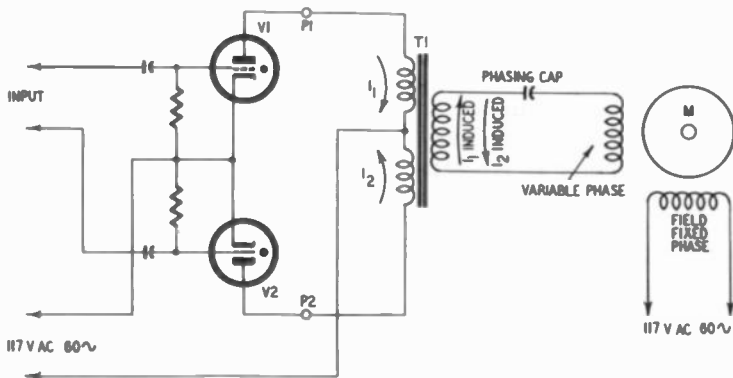 V1
P1
T1
INPUT
I1
I2
I1 INDUCED
I2 INDUCED
PHASING CAP
VARIABLE PHASE
M
FIELD
FIXED
PHASE
V2
P2
117 V AC 60~
117 V AC 60~